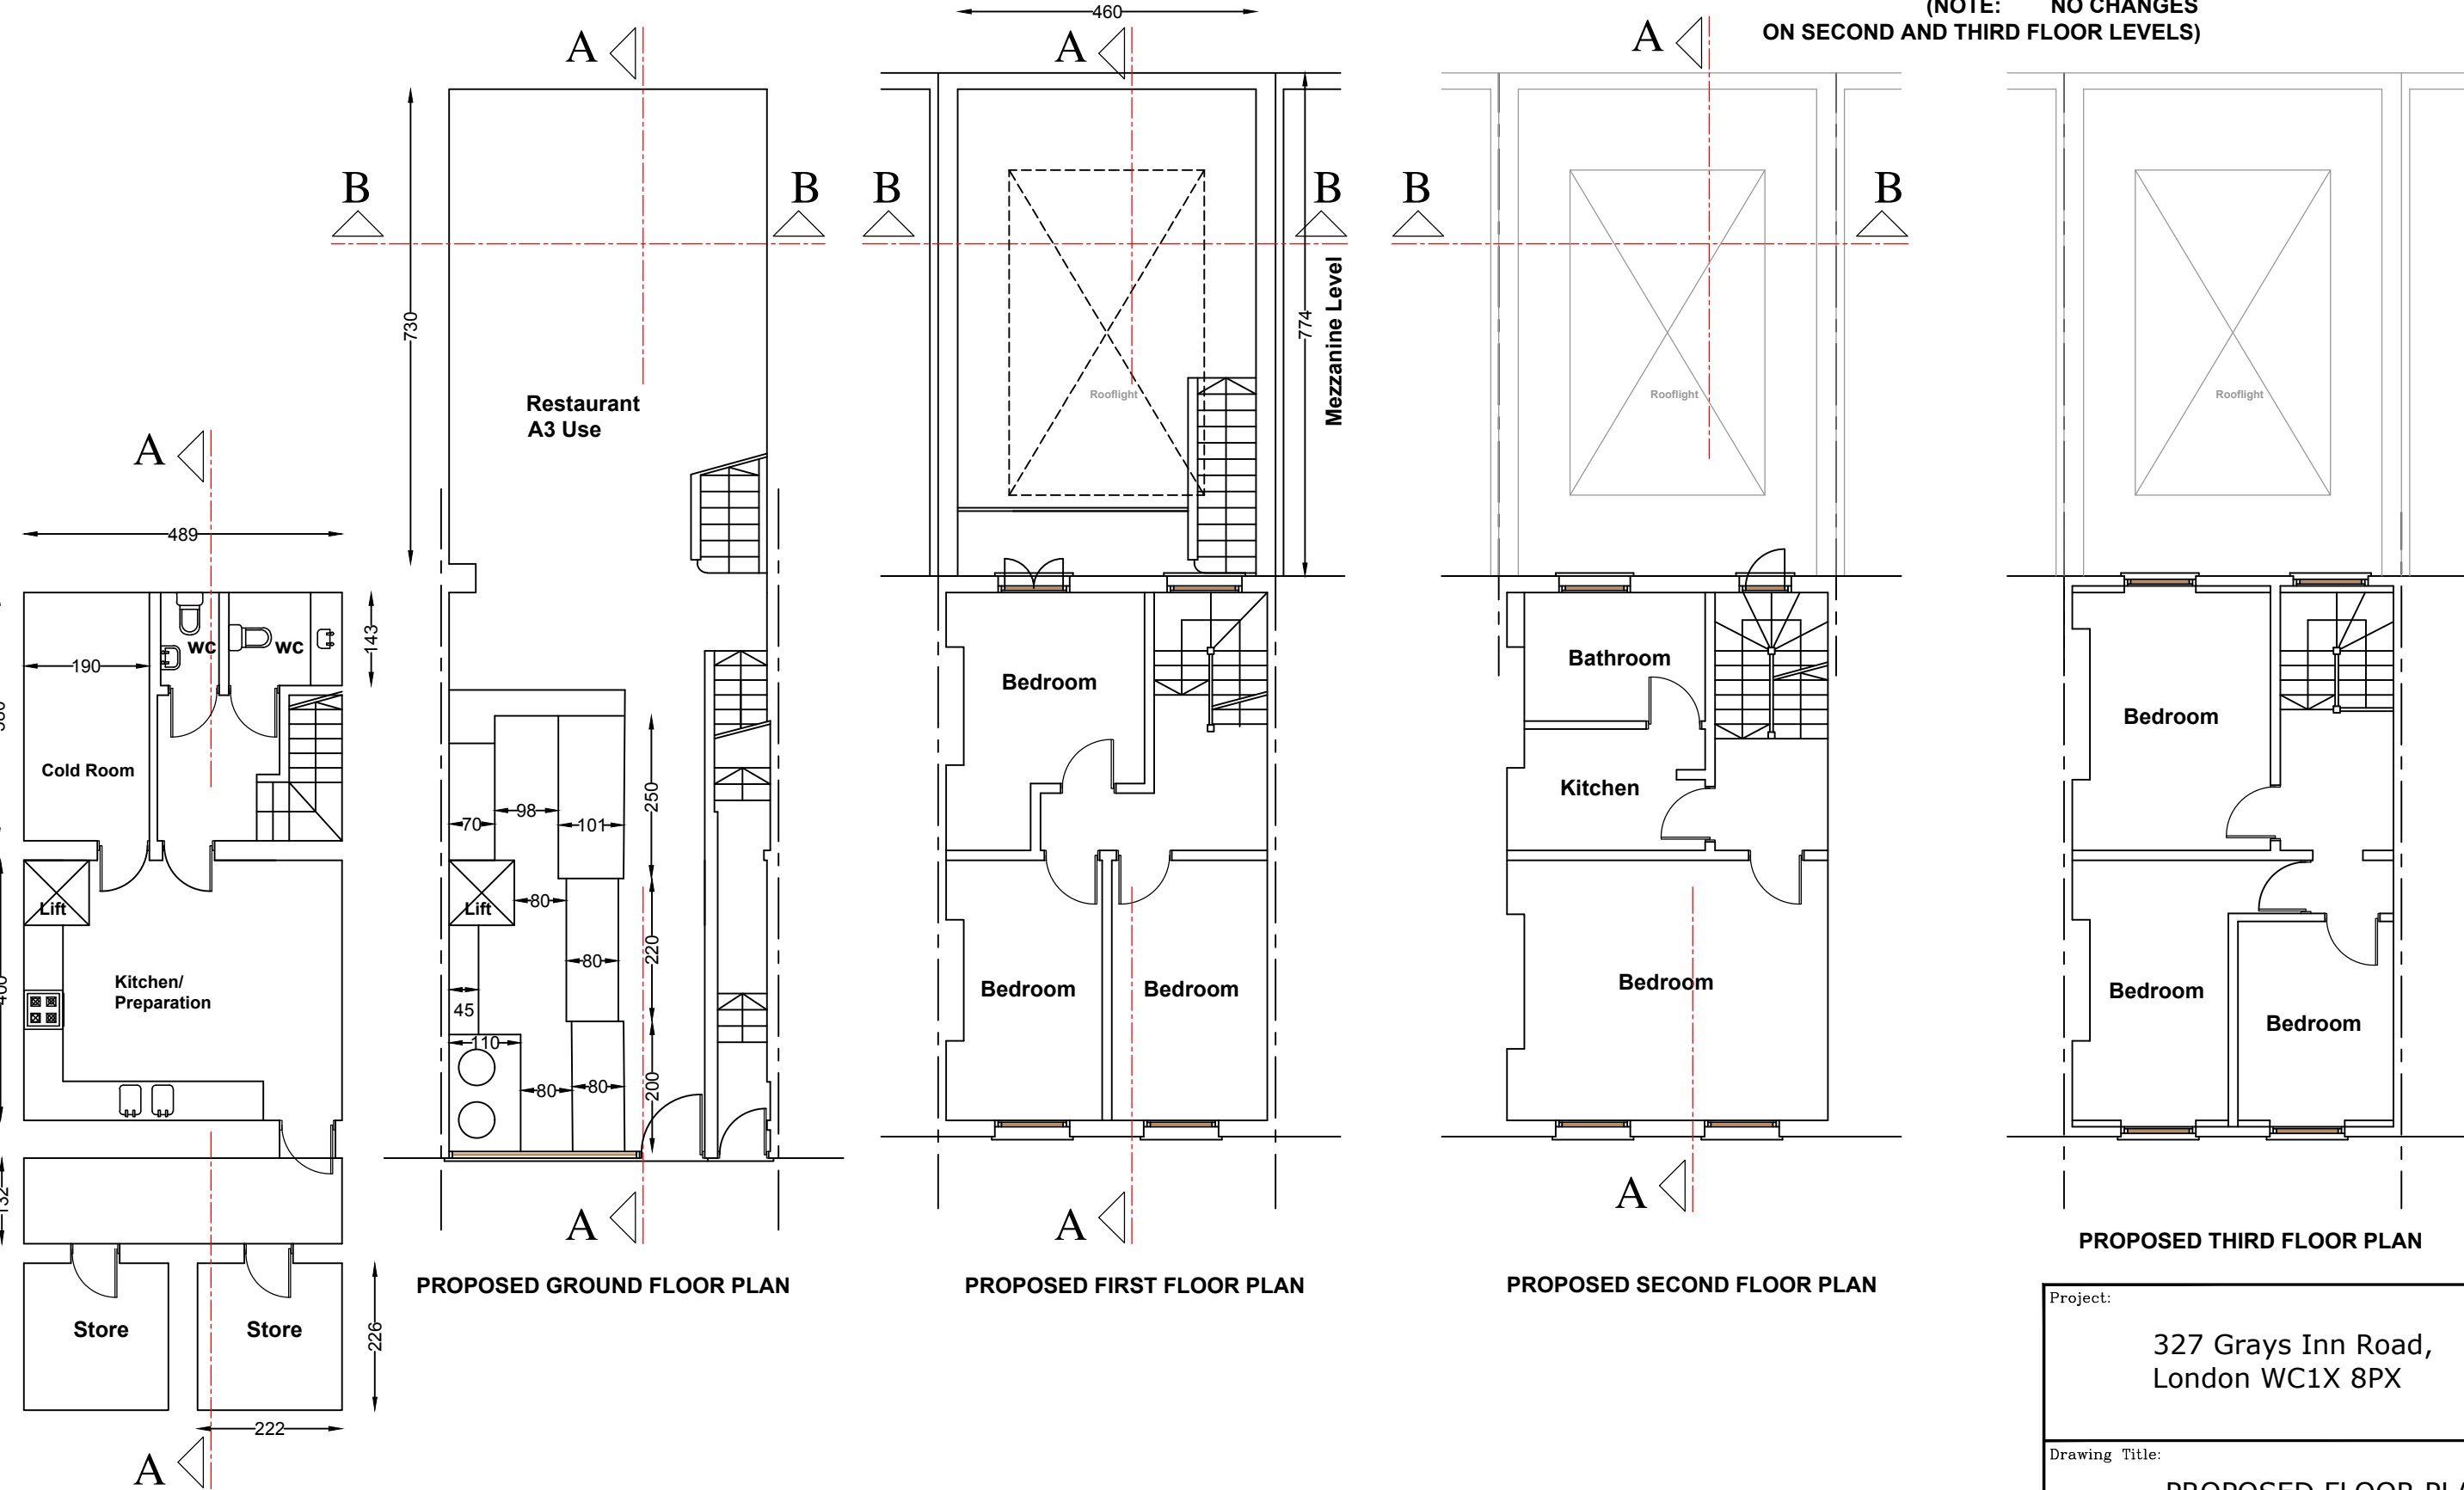 (NOTE: NO CHANGES
ON SECOND AND THIRD FLOOR LEVELS)
A
489
190
143
WC
WC
Cold Room
Lift
Kitchen/
Preparation
132
Store
Store
226
222
A
A
B
B
730
Restaurant
A3 Use
70
98
101
250
Lift
80
80
220
45
110
80
80
200
A
PROPOSED GROUND FLOOR PLAN
460
A
B
B
774
Mezzanine Level
Rooflight
Bedroom
Bedroom
Bedroom
A
PROPOSED FIRST FLOOR PLAN
A
B
B
Rooflight
Bathroom
Kitchen
Bedroom
A
PROPOSED SECOND FLOOR PLAN
Rooflight
Bedroom
Bedroom
Bedroom
PROPOSED THIRD FLOOR PLAN
Project:
327 Grays Inn Road,
London WC1X 8PX
Drawing Title:
PROPOSED FLOOR